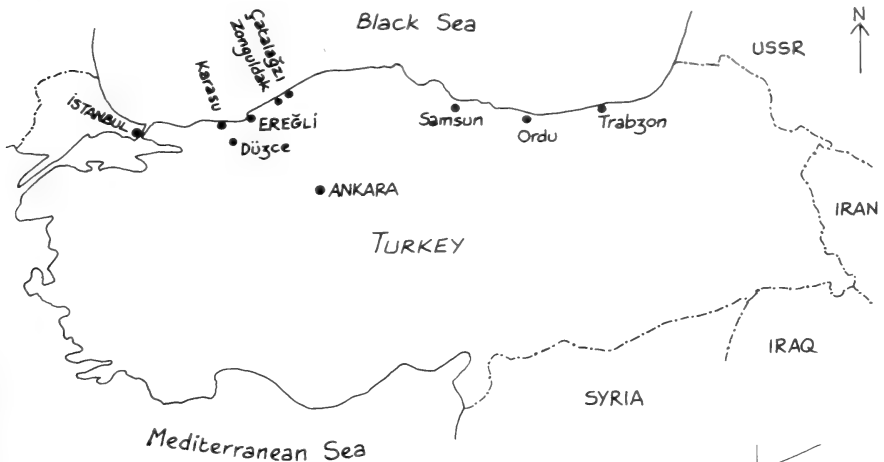 Black Sea
N
USSR
Çatalağzı
Zonguldak
Karasu
İSTANBUL
EREĞLİ
Düzce
Samsun
Ordu
Trabzon
ANKARA
IRAN
TURKEY
IRAQ
SYRIA
Mediterranean Sea